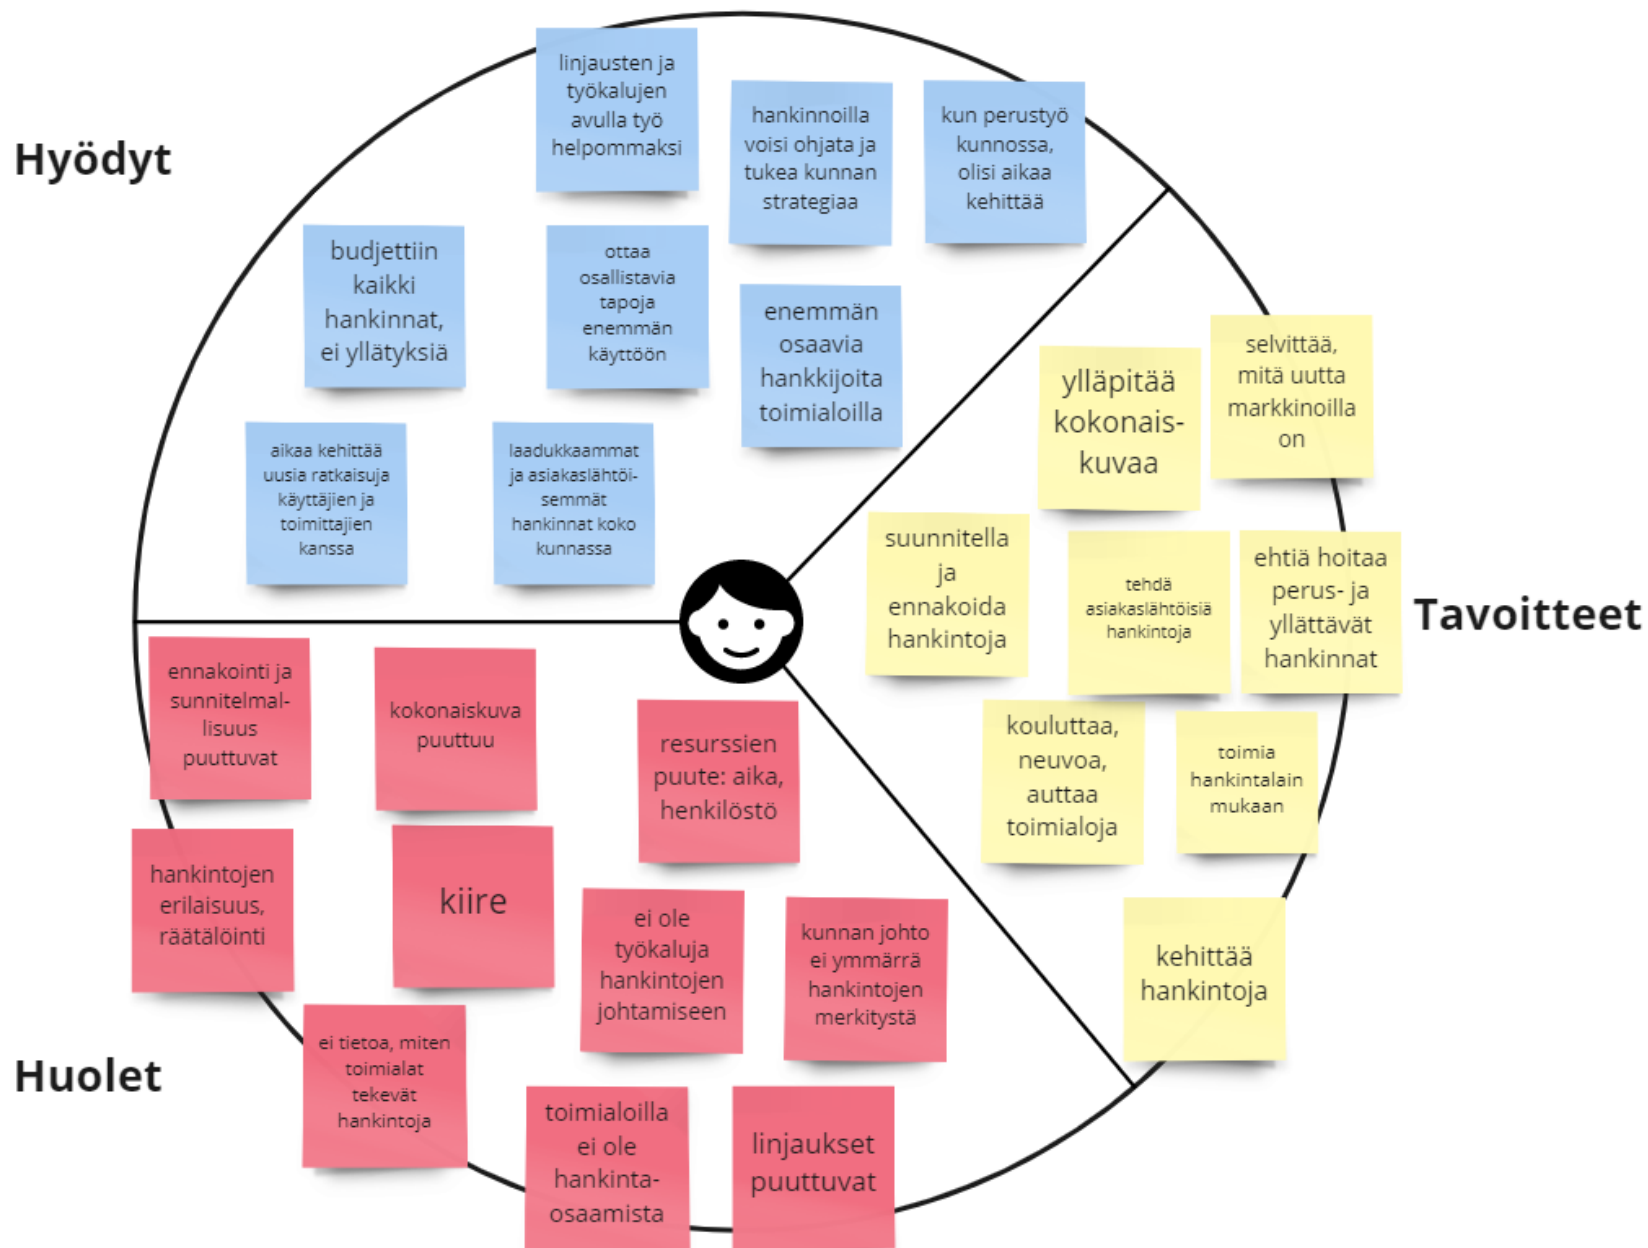 Hyödyt
linjausten ja
työkalujen
avulla työ
helpommaksi
hankinnoilla
voisi ohjata ja
tukea kunnan
strategiaa
kun perustyö
kunnossa,
olisi aikaa
kehittää
budjettiin
kaikki
hankinnat,
ei yllätyksiä
ottaa
osallistavia
tapoja
enemmän
käyttöön
enemmän
osaavia
hankkijoita
toimialoilla
aikaa kehittää
uusia ratkaisuja
käyttäjien ja
toimittajien
kanssa
laadukkaammat
ja asiakaslähtöi-
semmät
hankinnat koko
kunnassa
Tavoitteet
ylläpitää
kokonais-
kuvaa
selvittää,
mitä uutta
markkinoilla
on
suunnitella
ja
ennakoida
hankintoja
tehdä
asiakaslähtöisiä
hankintoja
ehtiä hoitaa
perus- ja
yllättävät
hankinnat
kouluttaa,
neuvoa,
auttaa
toimialoja
toimia
hankintalain
mukaan
kehittää
hankintoja
Huolet
ennakointi ja
sunnitelmal-
lisuus
puuttuvat
kokonaiskuva
puuttuu
resurssien
puute: aika,
henkilöstö
hankintojen
erilaisuus,
räätälöinti
kiire
ei ole
työkaluja
hankintojen
johtamiseen
kunnan johto
ei ymmärrä
hankintojen
merkitystä
ei tietoa, miten
toimialat
tekevät
hankintoja
toimialoilla
ei ole
hankinta-
osaamista
linjaukset
puuttuvat